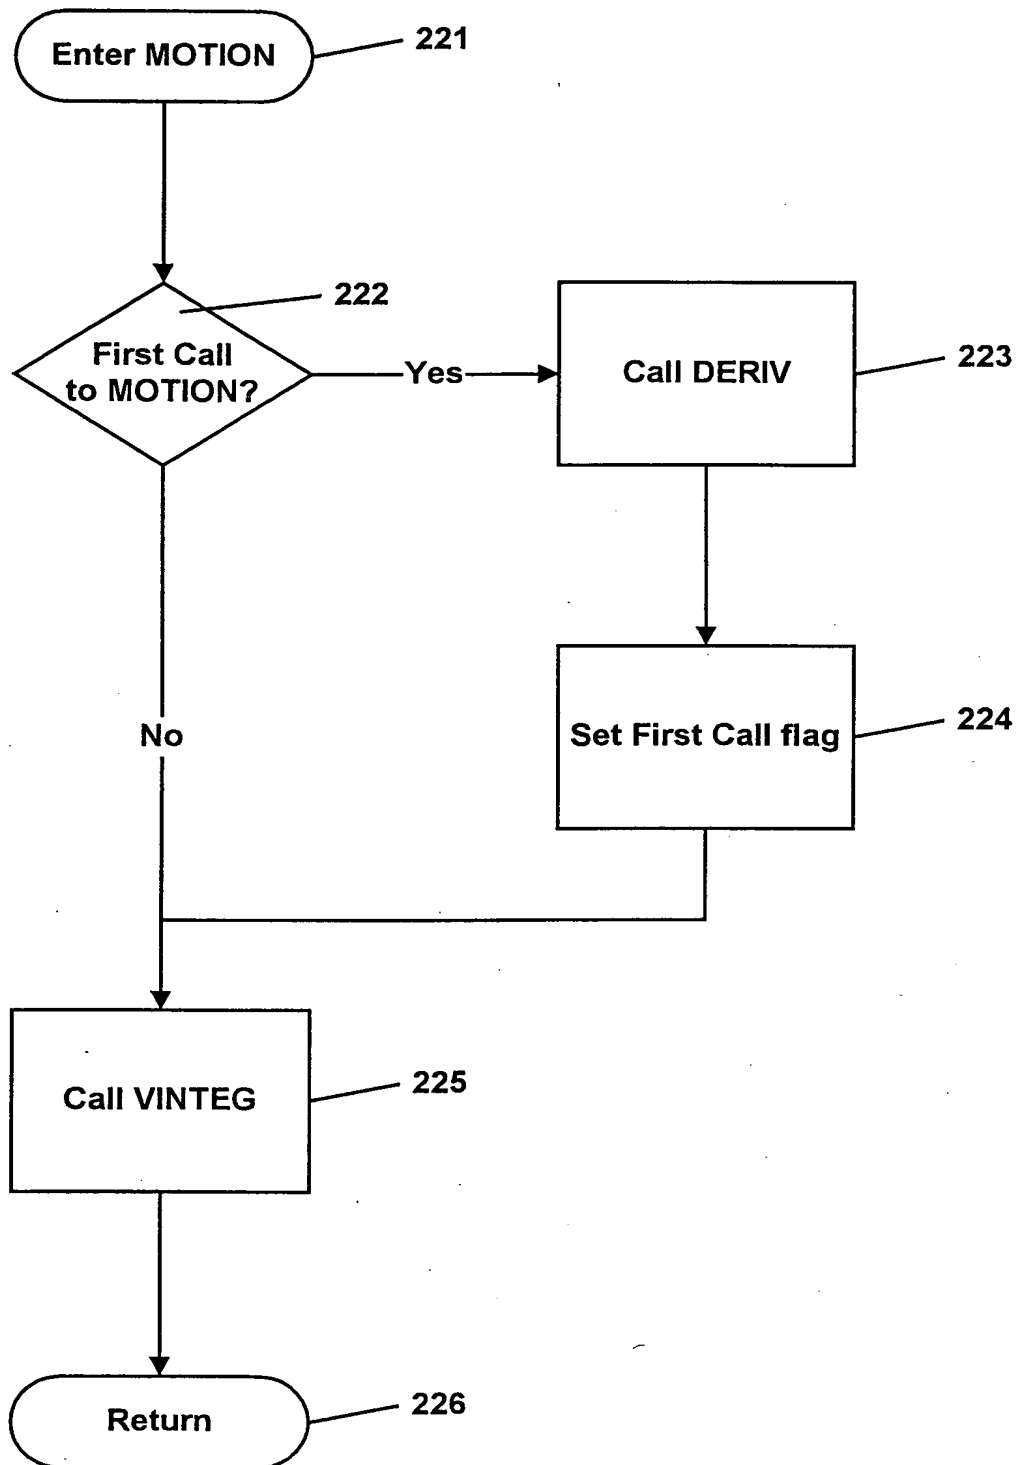 Enter MOTION
221
222
First Call
to MOTION?
Yes
Call DERIV
223
Set First Call flag
224
No
Call VINTEG
225
Return
226